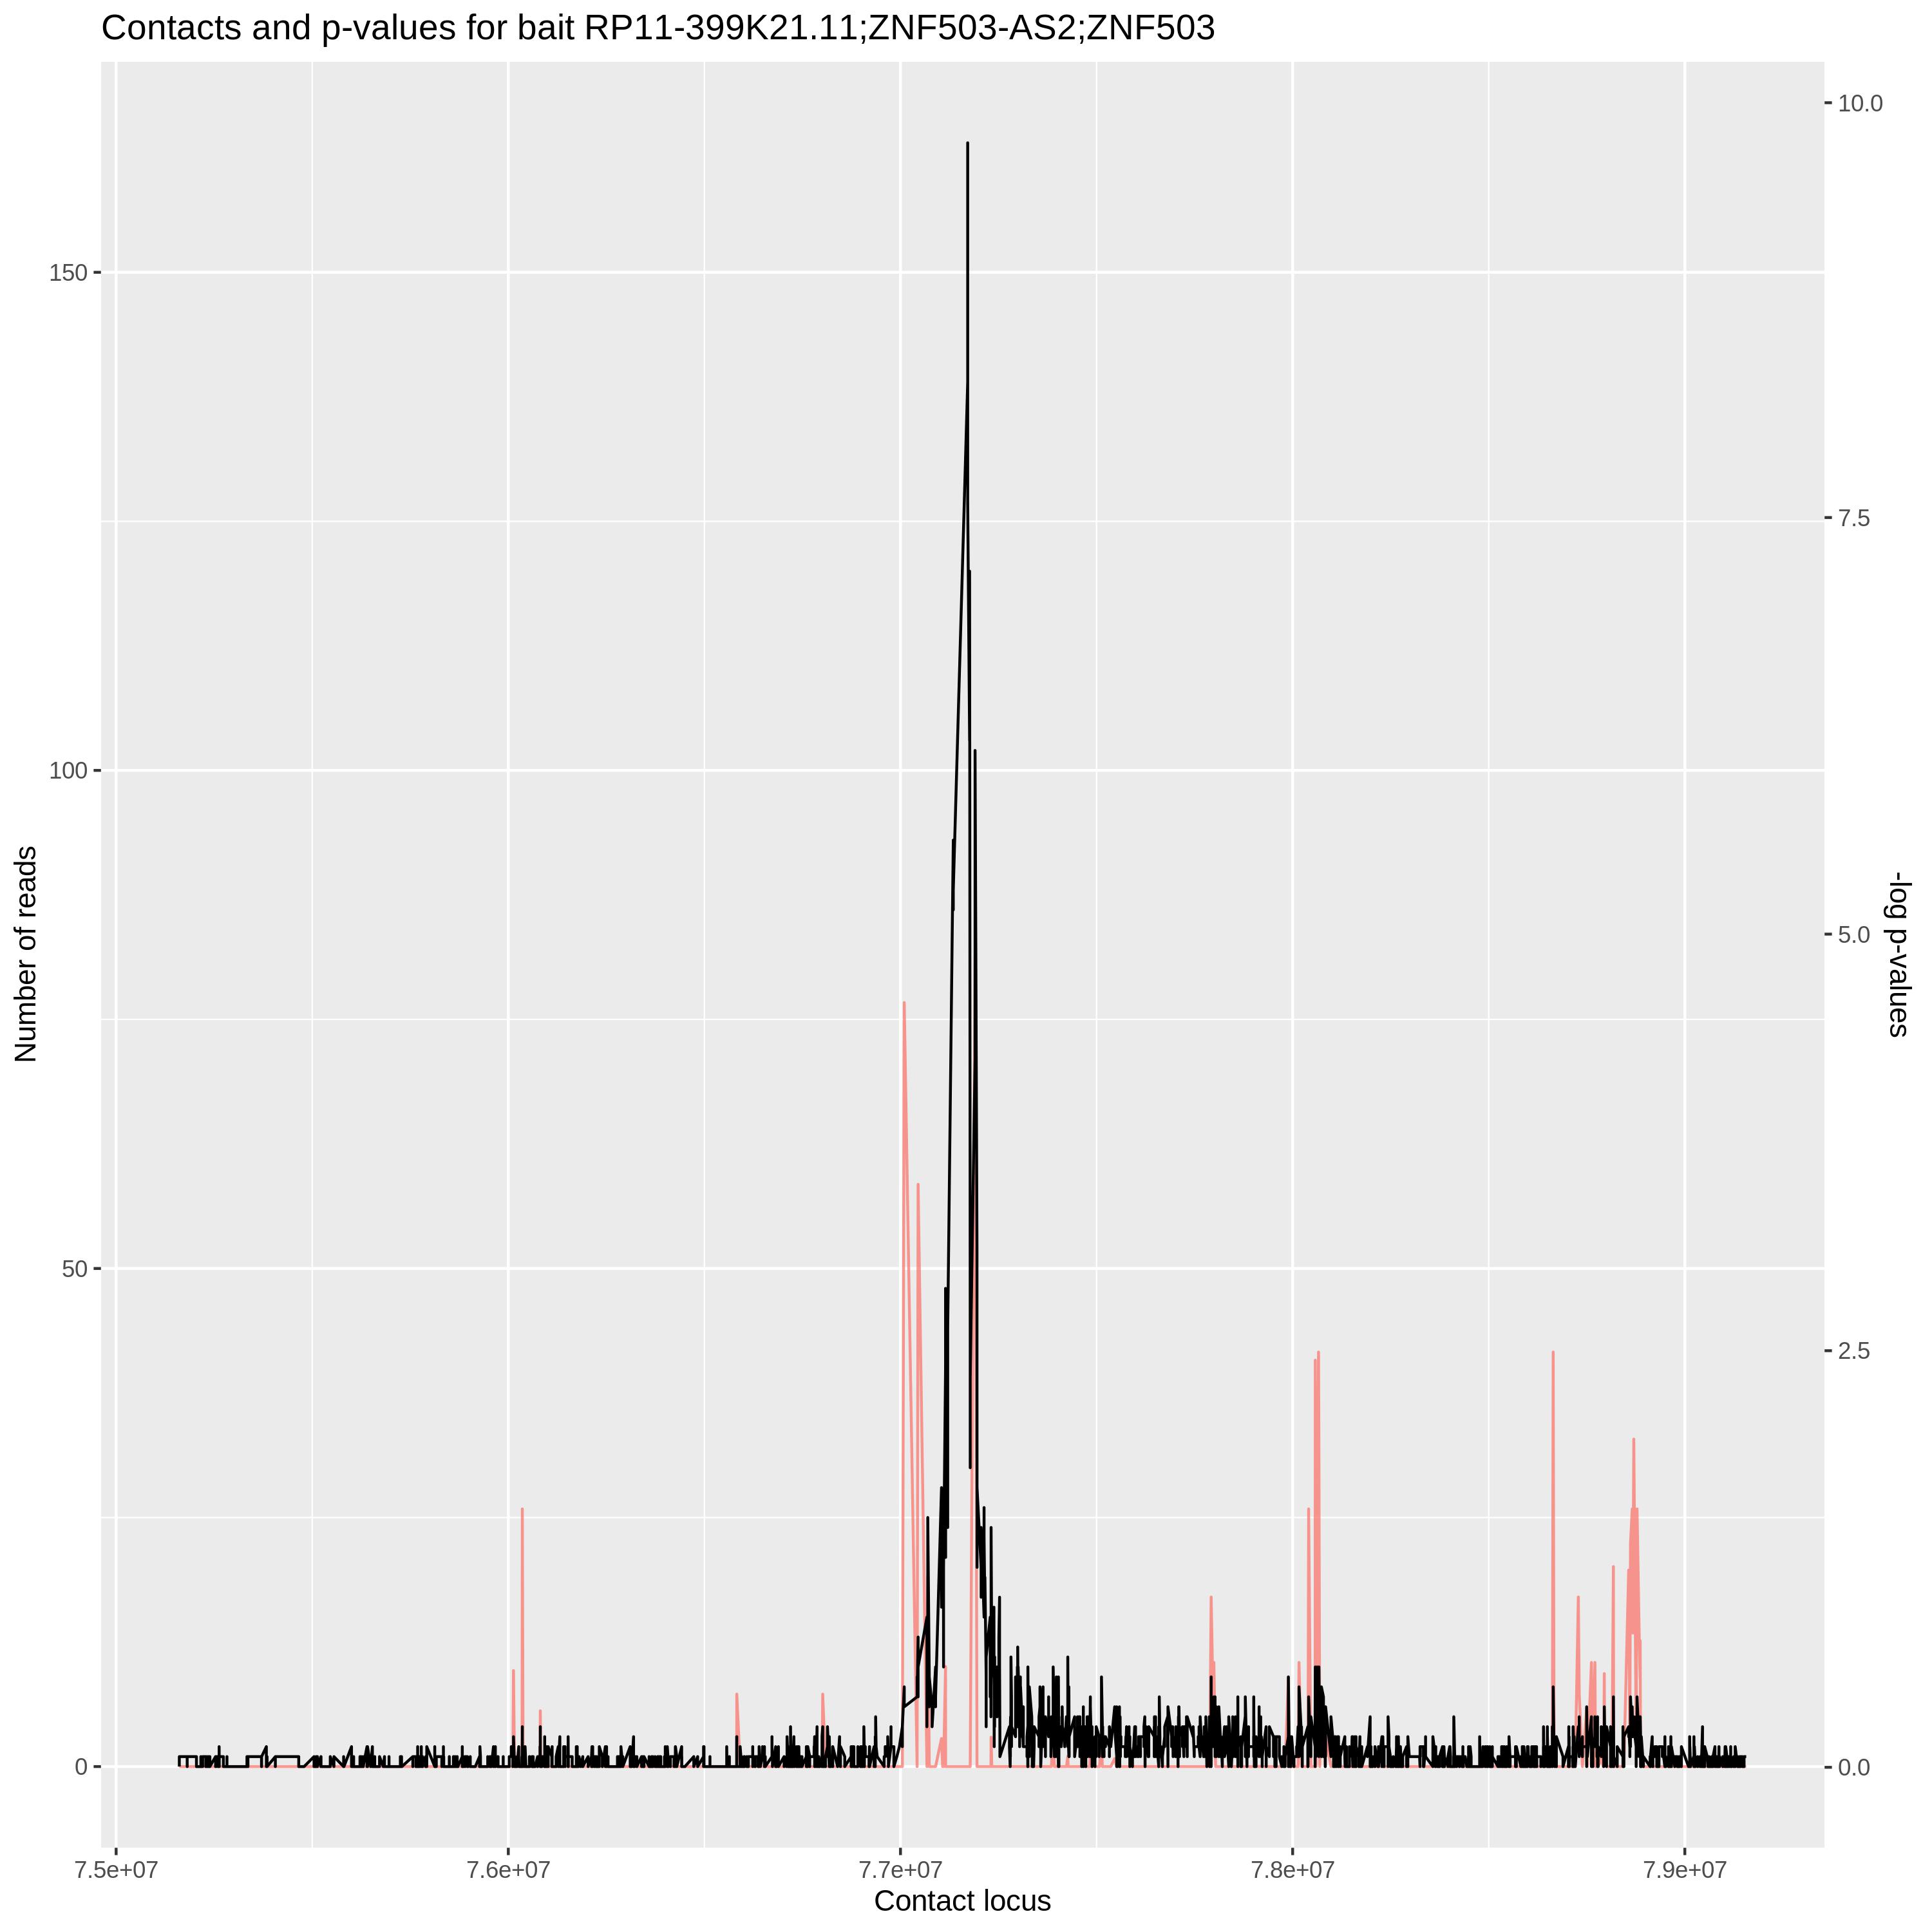 Contacts and p-values for bait RP11-399K21.11;ZNF503-AS2;ZNF503
10.0
150
7.5
100
5.0
Number of reads
-log p-values
50
2.5
0
0.0
7.5e+07 7.6e+07 7.7e+07 7.8e+07 7.9e+07
Contact locus